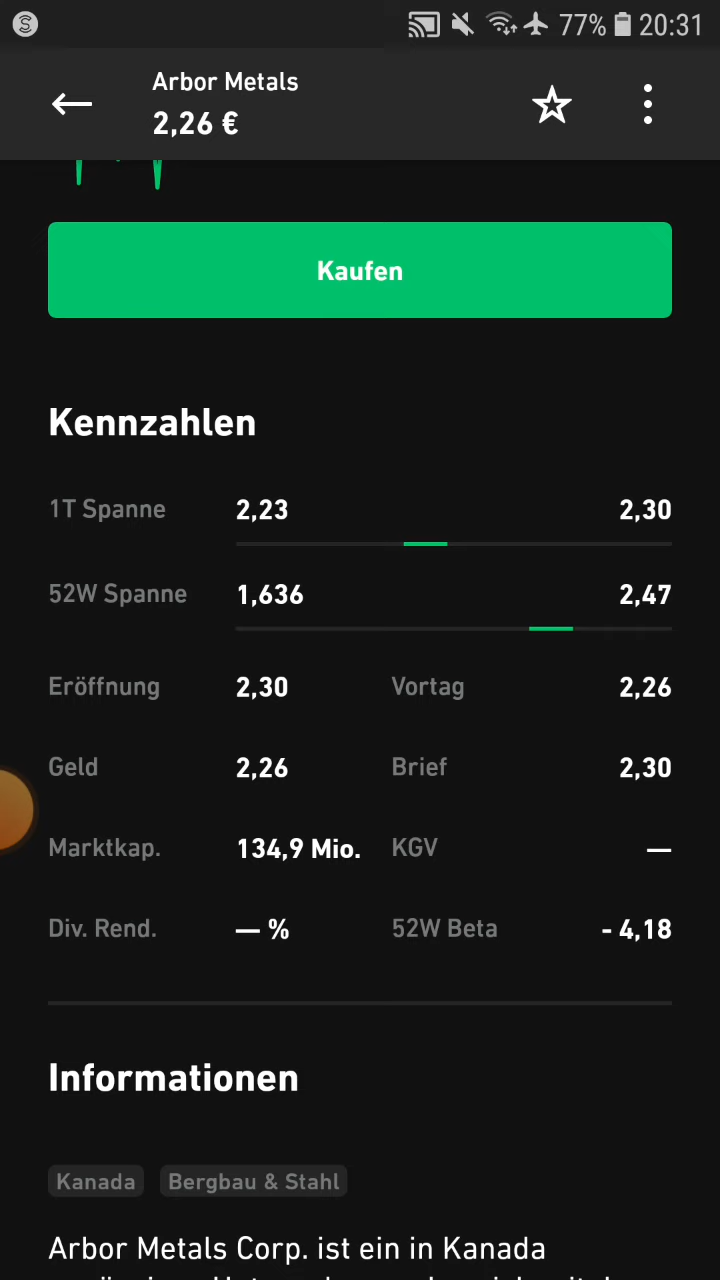 77% 20:31
Arbor Metals
2,26 €
Kaufen
Kennzahlen
1T Spanne 2,23 2,30
52W Spanne 1,636 2,47
Eröffnung 2,30 Vortag 2,26
Geld 2,26 Brief 2,30
Marktkap. 134,9 Mio. KGV —
Div. Rend. — % 52W Beta - 4,18
Informationen
Kanada Bergbau & Stahl
Arbor Metals Corp. ist ein in Kanada